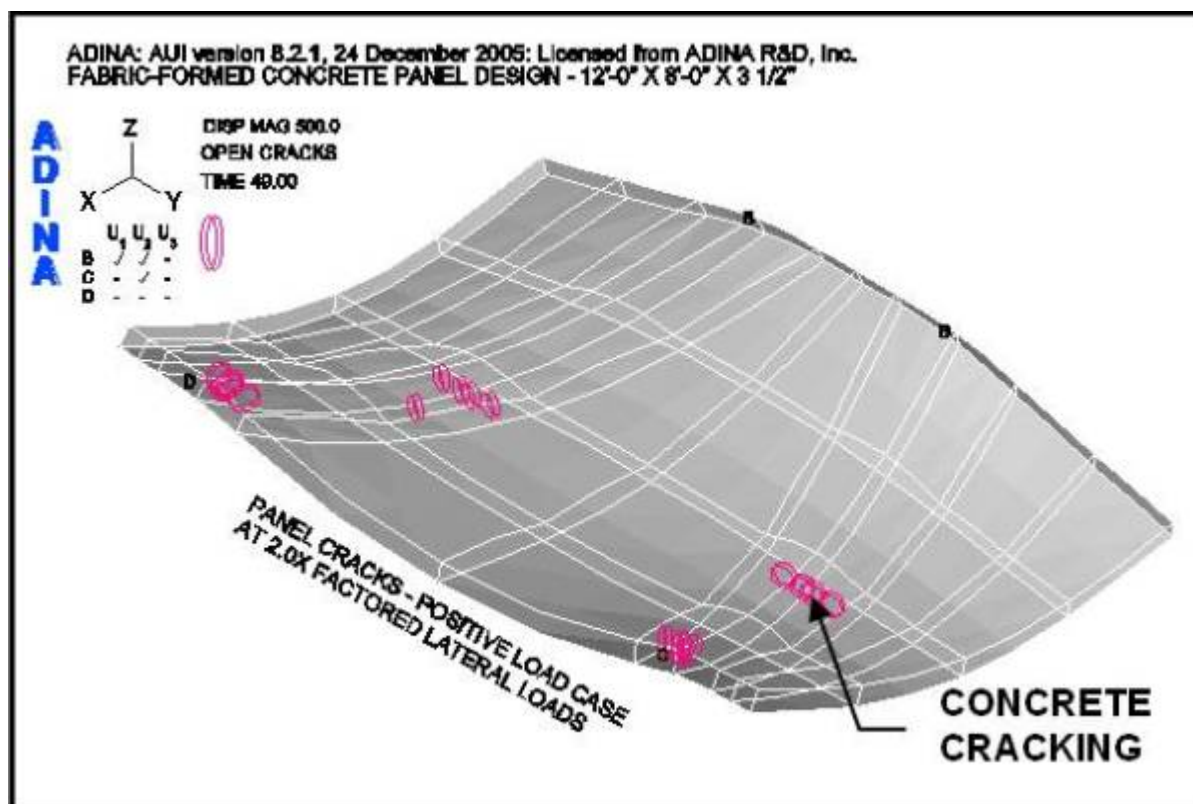 ADINA: AUI version 8.2.1, 24 December 2005: Licensed from ADINA R&D, Inc.
FABRIC-FORMED CONCRETE PANEL DESIGN - 12'-0" X 8'-0" X 3 1/2"
ADINA
Z
X Y
DISP MAG 500.0
OPEN CRACKS
TIME 49.00
U1 U2 U3
B ✓ ✓ -
C - ✓ -
D - - -
B
D
C
PANEL CRACKS - POSITIVE LOAD CASE
AT 2.0X FACTORED LATERAL LOADS
CONCRETE
CRACKING